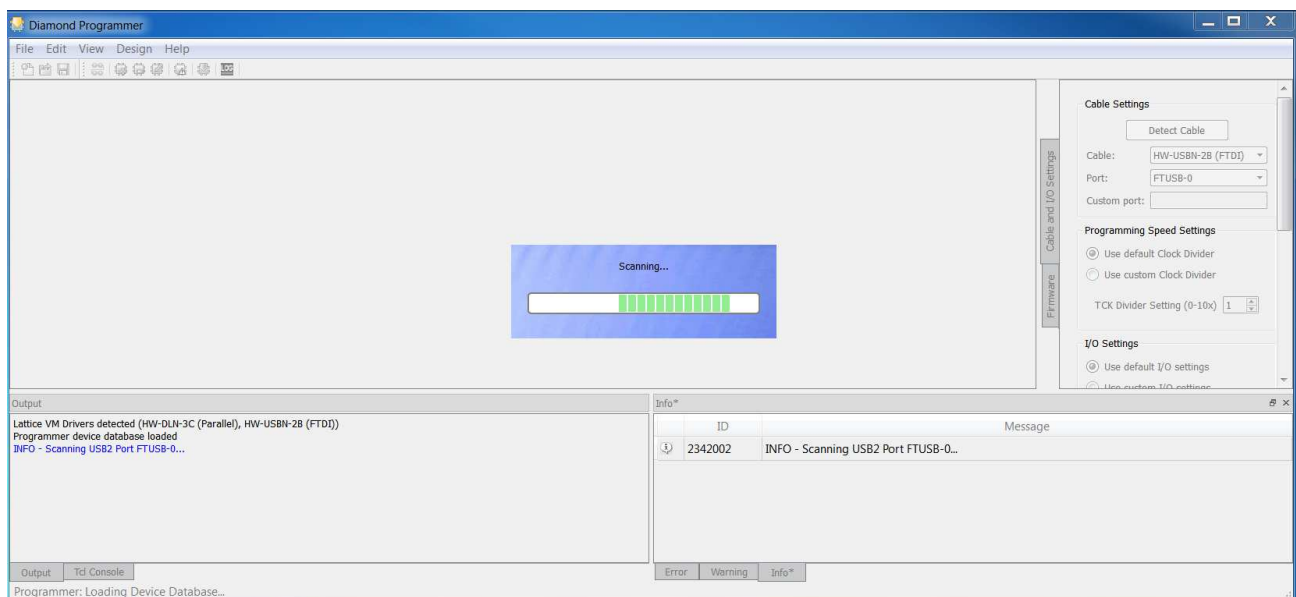 Diamond Programmer
File Edit View Design Help
Cable Settings
Detect Cable
Cable: HW-USBN-2B (FTDI)
Port: FTUSB-0
Custom port:
Programming Speed Settings
Use default Clock Divider
Use custom Clock Divider
TCK Divider Setting (0-10x) 1
I/O Settings
Use default I/O settings
Use custom I/O settings
Cable and I/O Settings
Firmware
Scanning...
Output
Lattice VM Drivers detected (HW-DLN-3C (Parallel), HW-USBN-2B (FTDI))
Programmer device database loaded
INFO - Scanning USB2 Port FTUSB-0...
Output Tcl Console
Info*
ID Message
2342002 INFO - Scanning USB2 Port FTUSB-0...
Error Warning Info*
Programmer: Loading Device Database...